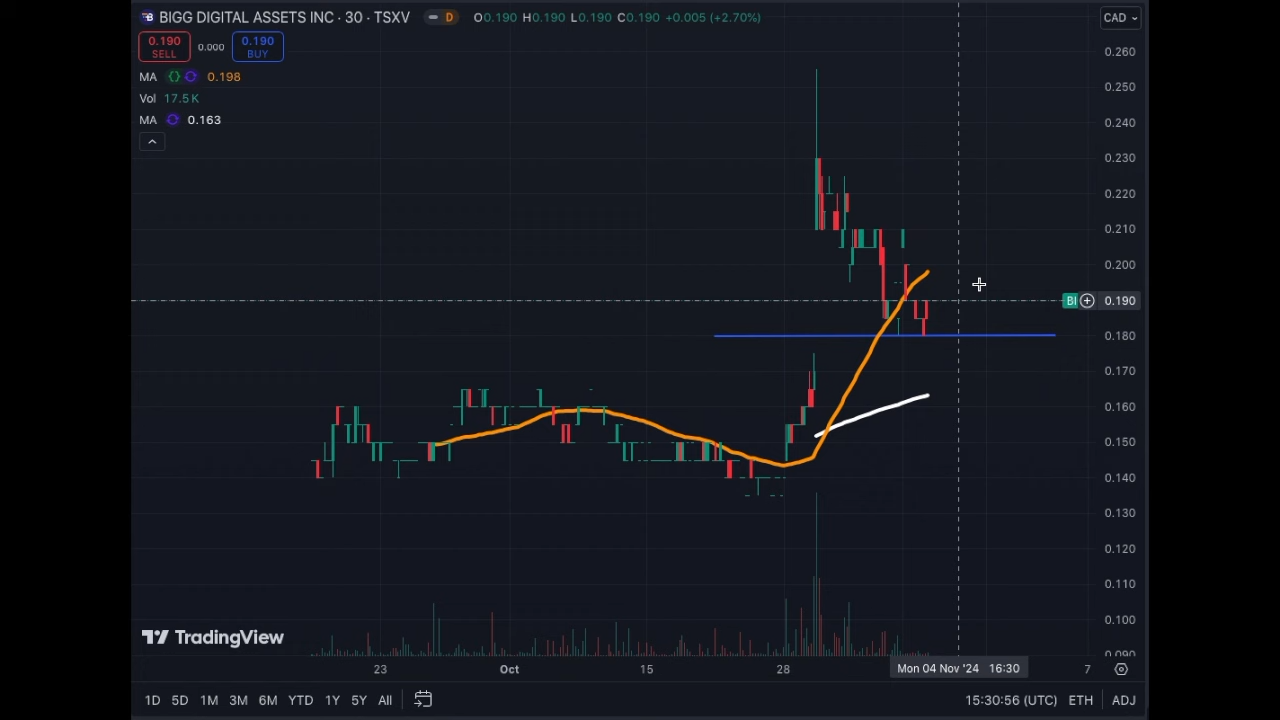 BIGG DIGITAL ASSETS INC · 30 · TSXV D O0.190 H0.190 L0.190 C0.190 +0.005 (+2.70%) CAD
0.190 SELL 0.000 0.190 BUY
MA 0.198
Vol 17.5 K
MA 0.163
0.260
0.250
0.240
0.230
0.220
0.210
0.200
BI 0.190
0.180
0.170
0.160
0.150
0.140
0.130
0.120
0.110
0.100
0.090
TradingView
23 Oct 15 28 Mon 04 Nov '24 16:30 7
1D 5D 1M 3M 6M YTD 1Y 5Y All 15:30:56 (UTC) ETH ADJ